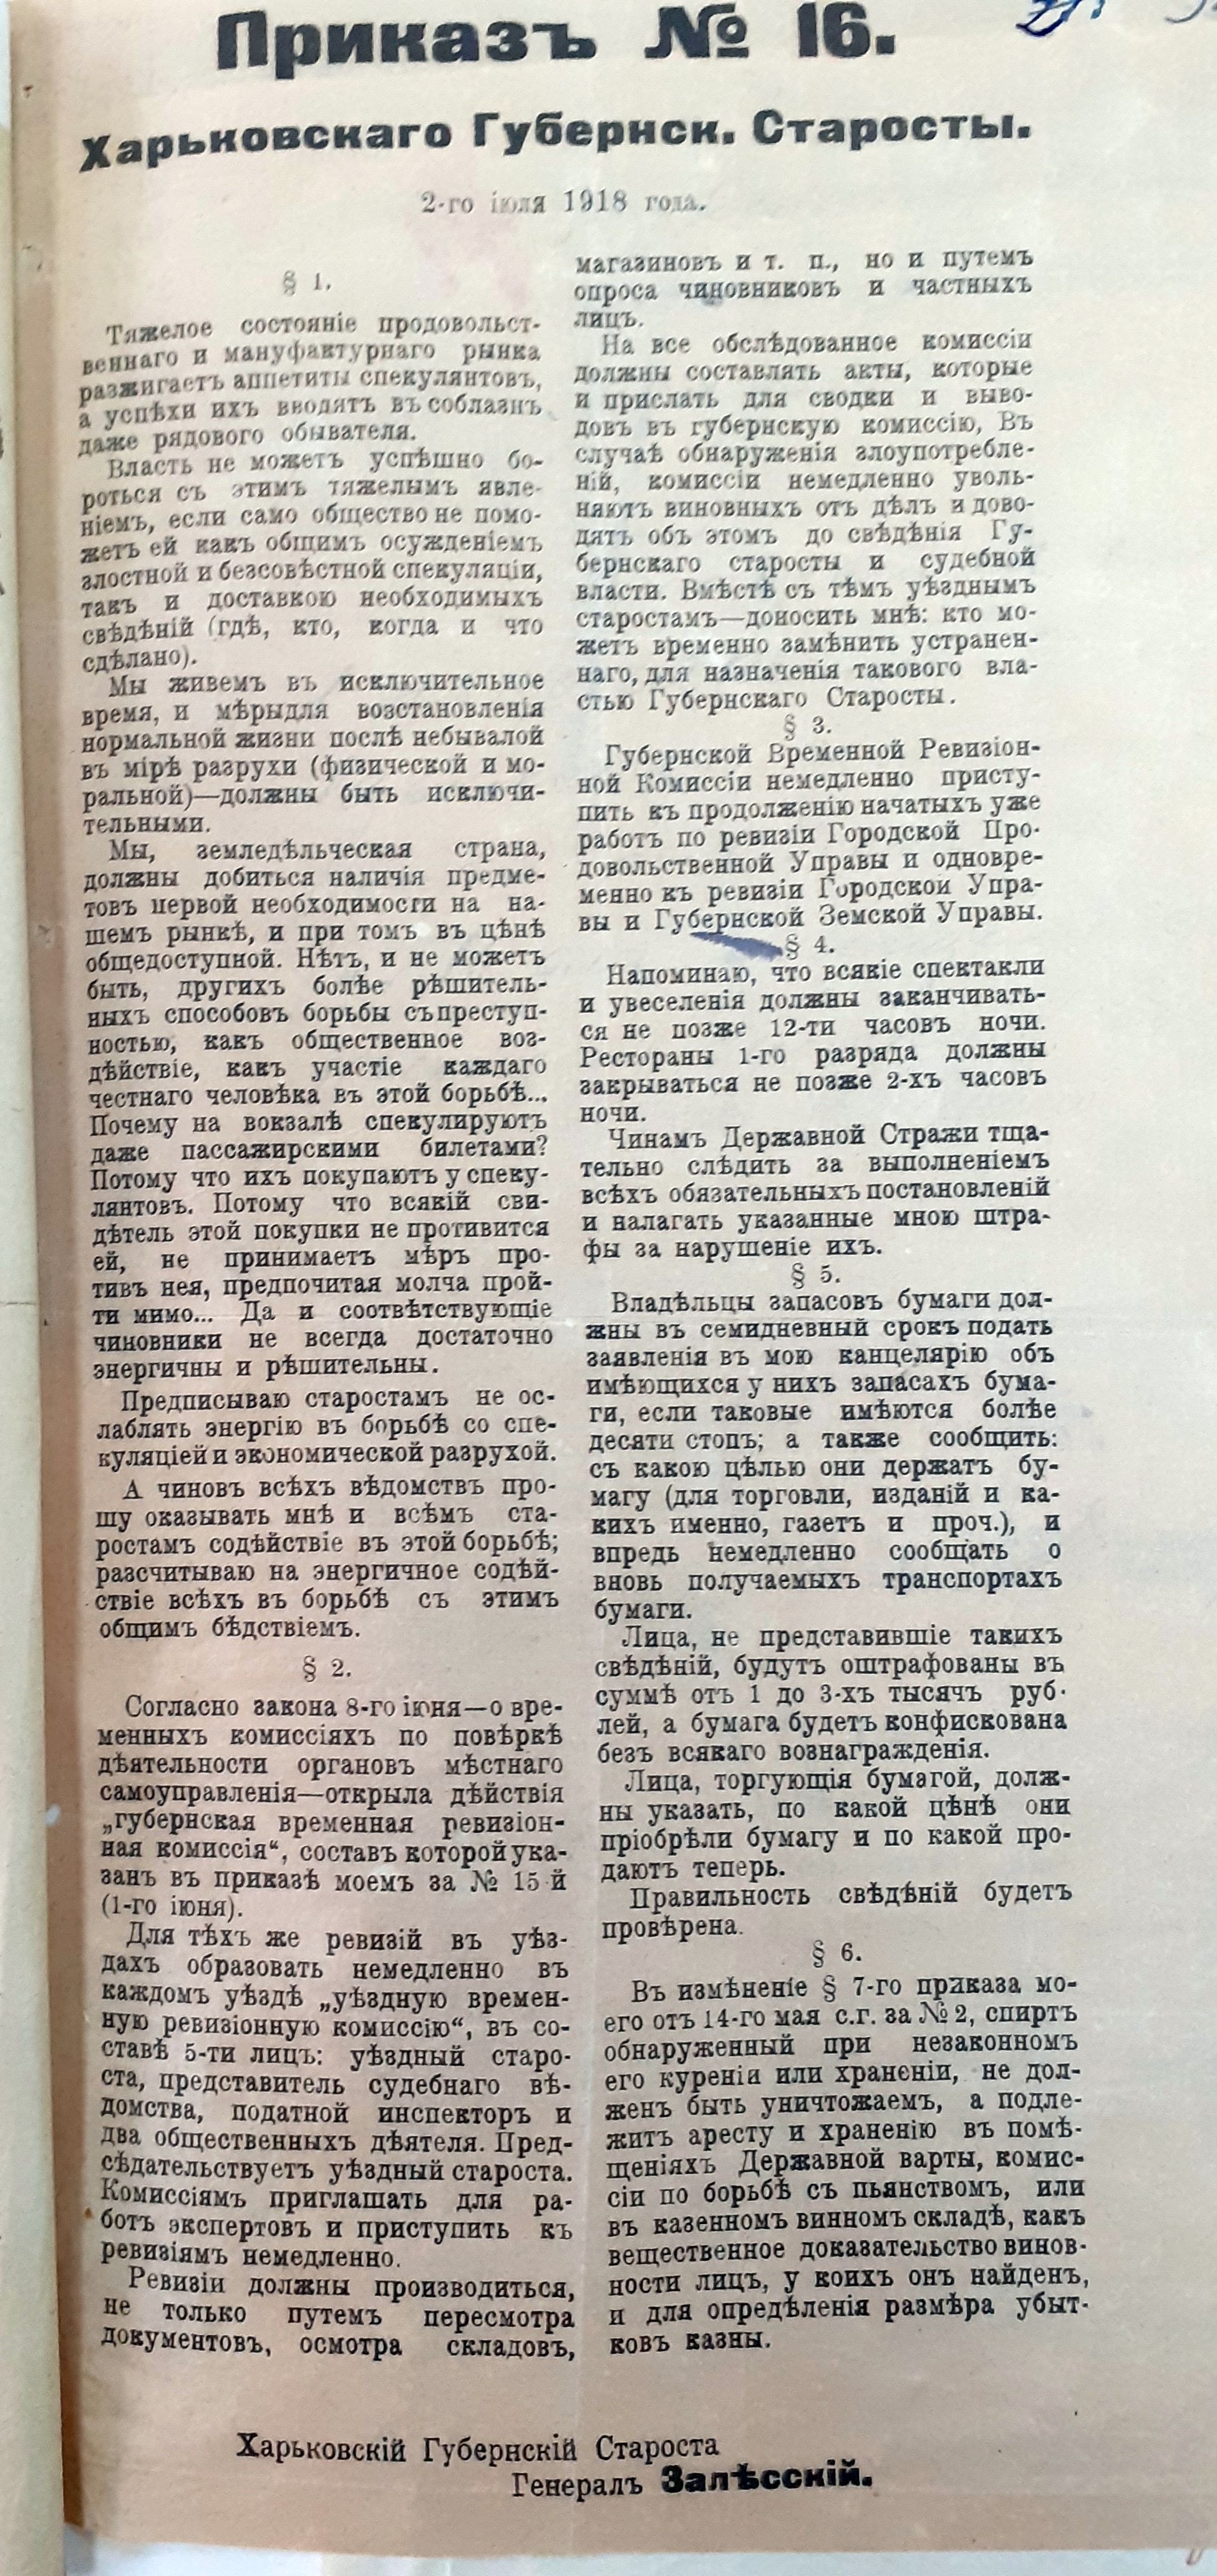 Приказъ № 16.
Харьковскаго Губернск. Старосты.
2-го іюля 1918 года.
§ 1.
Тяжелое состояніе продовольст-
веннаго и мануфактурнаго рынка
разжигаетъ аппетиты спекулянтовъ,
а успѣхи ихъ вводятъ въ соблазнъ
даже рядового обывателя.
Власть не можетъ успѣшно бо-
роться съ этимъ тяжелымъ явле-
ніемъ, если само общество не помо-
жетъ ей какъ общимъ осужденіемъ
злостной и безсовѣстной спекуляціи,
такъ и доставкою необходимыхъ
свѣдѣній (гдѣ, кто, когда и что
сдѣлано).
Мы живемъ въ исключительное
время, и мѣрыдля возстановленія
нормальной жизни послѣ небывалой
въ мірѣ разрухи (физической и мо-
ральной)—должны быть исключи-
тельными.
Мы, земледѣльческая страна,
должны добиться наличія предме-
товъ первой необходимости на на-
шемъ рынкѣ, и при томъ въ цѣнѣ
общедоступной. Нѣтъ, и не можетъ
быть, другихъ болѣе рѣшитель-
ныхъ способовъ борьбы съ преступ-
ностью, какъ общественное воз-
дѣйствіе, какъ участіе каждаго
честнаго человѣка въ этой борьбѣ...
Почему на вокзалѣ спекулируютъ
даже пассажирскими билетами?
Потому что ихъ покупаютъ у спеку-
лянтовъ. Потому что всякій сви-
дѣтель этой покупки не противится
ей, не принимаетъ мѣръ про-
тивъ нея, предпочитая молча прой-
ти мимо... Да и соотвѣтствующіе
чиновники не всегда достаточно
энергичны и рѣшительны.
Предписываю старостамъ не ос-
лаблять энергію въ борьбѣ со спе-
куляціей и экономической разрухой.
А чиновъ всѣхъ вѣдомствъ про-
шу оказывать мнѣ и всѣмъ ста-
ростамъ содѣйствіе въ этой борьбѣ;
разсчитываю на энергичное содѣй-
ствіе всѣхъ въ борьбѣ съ этимъ
общимъ бѣдствіемъ.
§ 2.
Согласно закона 8-го іюня—о вре-
менныхъ комиссіяхъ по повѣркѣ
дѣятельности органовъ мѣстнаго
самоуправленія—открыла дѣйствія
„губернская временная ревизіон-
ная комиссія“, составъ которой ука-
занъ въ приказѣ моемъ за № 15-й
(1-го іюня).
Для тѣхъ же ревизій въ уѣз-
дахъ образовать немедленно въ
каждомъ уѣздѣ „уѣздную времен-
ную ревизіонную комиссію“, въ со-
ставѣ 5-ти лицъ: уѣздный старо-
ста, представитель судебнаго вѣ-
домства, податной инспекторъ и
два общественныхъ дѣятеля. Пред-
сѣдательствуетъ уѣздный староста.
Комиссіямъ приглашать для ра-
ботъ экспертовъ и приступить къ
ревизіямъ немедленно.
Ревизіи должны производиться,
не только путемъ пересмотра
документовъ, осмотра складовъ,
магазиновъ и т. п., но и путемъ
опроса чиновниковъ и частныхъ
лицъ.
На все обслѣдованное комиссіи
должны составлять акты, которые
и прислать для сводки и выво-
довъ въ губернскую комиссію, Въ
случаѣ обнаруженія злоупотребле-
ній, комиссіи немедленно уволь-
няютъ виновныхъ отъ дѣлъ и дово-
дятъ объ этомъ до свѣдѣнія Гу-
бернскаго старосты и судебной
власти. Вмѣстѣ съ тѣмъ уѣзднымъ
старостамъ—доносить мнѣ: кто мо-
жетъ временно замѣнить устранен-
наго, для назначенія такового вла-
стью Губернскаго Старосты.
§ 3.
Губернской Временной Ревизіон-
ной Комиссіи немедленно присту-
пить къ продолженію начатыхъ уже
работъ по ревизіи Городской Про-
довольственной Управы и одновре-
менно къ ревизіи Городской Упра-
вы и Губернской Земской Управы.
§ 4.
Напоминаю, что всякіе спектакли
и увеселенія должны заканчивать-
ся не позже 12-ти часовъ ночи.
Рестораны 1-го разряда должны
закрываться не позже 2-хъ часовъ
ночи.
Чинамъ Державной Стражи тща-
тельно слѣдить за выполненіемъ
всѣхъ обязательныхъ постановленій
и налагать указанные мною штра-
фы за нарушеніе ихъ.
§ 5.
Владѣльцы запасовъ бумаги дол-
жны въ семидневный срокъ подать
заявленія въ мою канцелярію объ
имѣющихся у нихъ запасахъ бума-
ги, если таковые имѣются болѣе
десяти стопъ; а также сообщить:
съ какою цѣлью они держатъ бу-
магу (для торговли, изданій и ка-
кихъ именно, газетъ и проч.), и
впредь немедленно сообщать о
вновь получаемыхъ транспортахъ
бумаги.
Лица, не представившіе такихъ
свѣдѣній, будутъ оштрафованы въ
суммѣ отъ 1 до 3-хъ тысячъ руб-
лей, а бумага будетъ конфискована
безъ всякаго вознагражденія.
Лица, торгующія бумагой, долж-
ны указать, по какой цѣнѣ они
пріобрѣли бумагу и по какой про-
даютъ теперь.
Правильность свѣдѣній будетъ
провѣрена.
§ 6.
Въ измѣненіе § 7-го приказа мо-
его отъ 14-го мая с.г. за № 2, спиртъ
обнаруженный при незаконномъ
его куреніи или храненіи, не дол-
женъ быть уничтожаемъ, а подле-
житъ аресту и храненію въ помѣ-
щеніяхъ Державной варты, комис-
сіи по борьбѣ съ пьянствомъ, или
въ казенномъ винномъ складѣ, какъ
вещественное доказательство винов-
ности лицъ, у коихъ онъ найденъ,
и для опредѣленія размѣра убыт-
ковъ казны.
Харьковскій Губернскій Староста
Генералъ Залѣсскій.